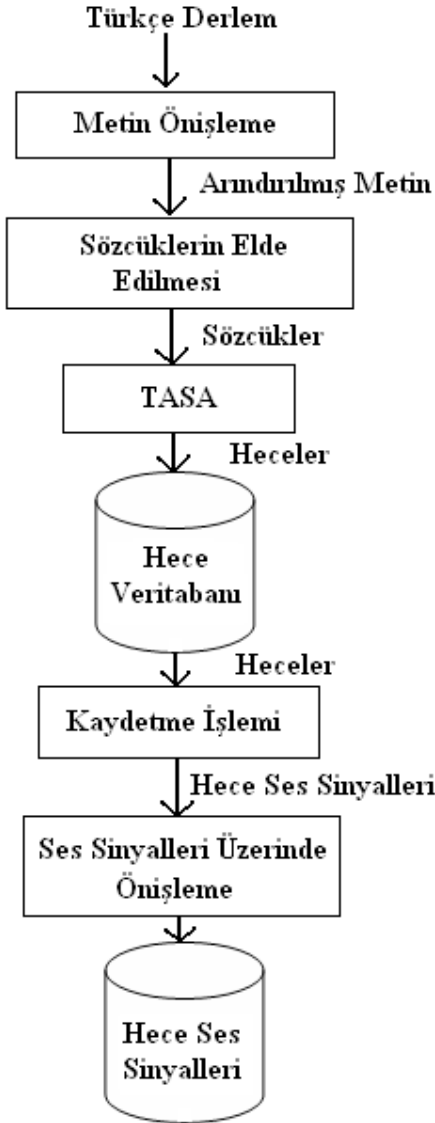 Türkçe Derlem
Metin Önişleme
Arındırılmış Metin
Sözcüklerin Elde
Edilmesi
Sözcükler
TASA
Heceler
Hece
Veritabanı
Heceler
Kaydetme İşlemi
Hece Ses Sinyalleri
Ses Sinyalleri Üzerinde
Önişleme
Hece Ses
Sinyalleri